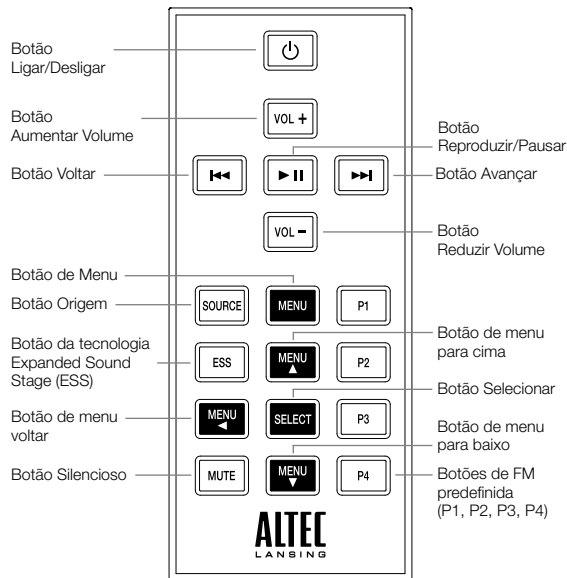 Botão
Ligar/Desligar
Botão
Aumentar Volume
VOL +
Botão
Reproduzir/Pausar
Botão Voltar
Botão Avançar
VOL -
Botão
Reduzir Volume
Botão de Menu
Botão Origem
SOURCE
MENU
P1
Botão da tecnologia
Expanded Sound
Stage (ESS)
ESS
MENU
P2
Botão de menu
para cima
Botão Selecionar
Botão de menu
voltar
MENU
SELECT
P3
Botão de menu
para baixo
Botão Silencioso
MUTE
MENU
P4
Botões de FM
predefinida
(P1, P2, P3, P4)
ALTEC
LANSING